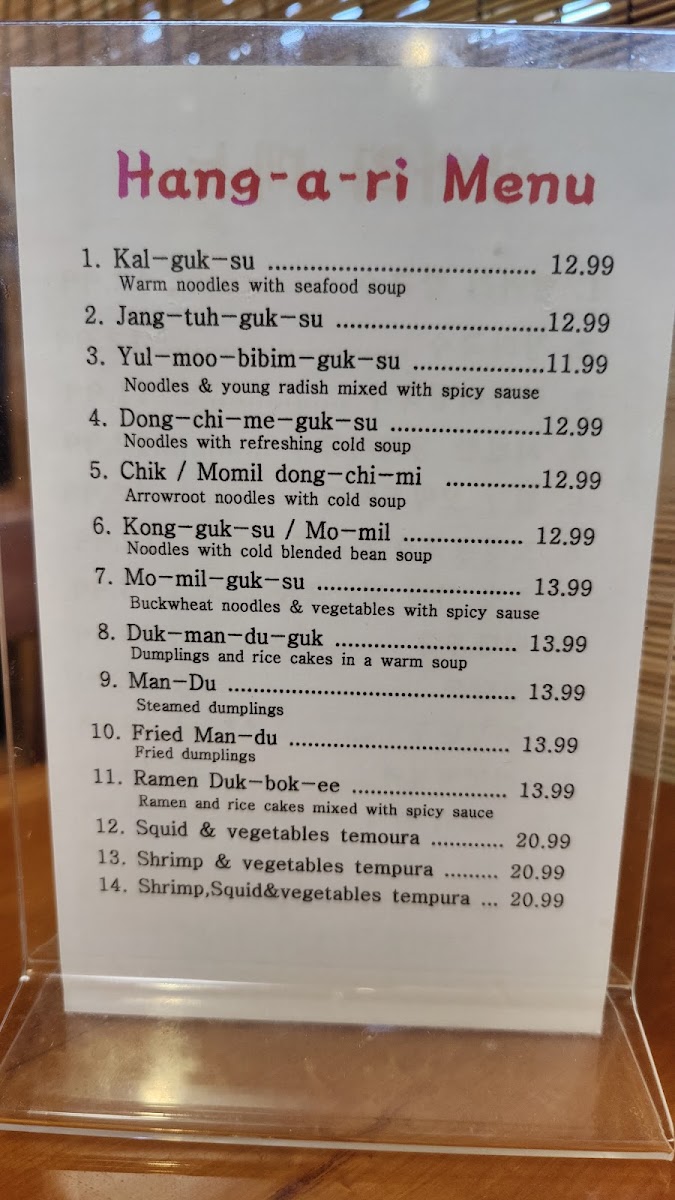 Hang-a-ri Menu
1. Kal-guk-su ........................................ 12.99
Warm noodles with seafood soup
2. Jang-tuh-guk-su ...............................12.99
3. Yul-moo-bibim-guk-su ....................11.99
Noodles & young radish mixed with spicy sause
4. Dong-chi-me-guk-su .......................12.99
Noodles with refreshing cold soup
5. Chik / Momil dong-chi-mi ..............12.99
Arrowroot noodles with cold soup
6. Kong-guk-su / Mo-mil .................. 12.99
Noodles with cold blended bean soup
7. Mo-mil-guk-su ............................... 13.99
Buckwheat noodles & vegetables with spicy sause
8. Duk-man-du-guk ........................... 13.99
Dumplings and rice cakes in a warm soup
9. Man-Du ........................................... 13.99
Steamed dumplings
10. Fried Man-du ................................. 13.99
Fried dumplings
11. Ramen Duk-bok-ee ....................... 13.99
Ramen and rice cakes mixed with spicy sauce
12. Squid & vegetables temoura ............ 20.99
13. Shrimp & vegetables tempura ......... 20.99
14. Shrimp,Squid&vegetables tempura ... 20.99